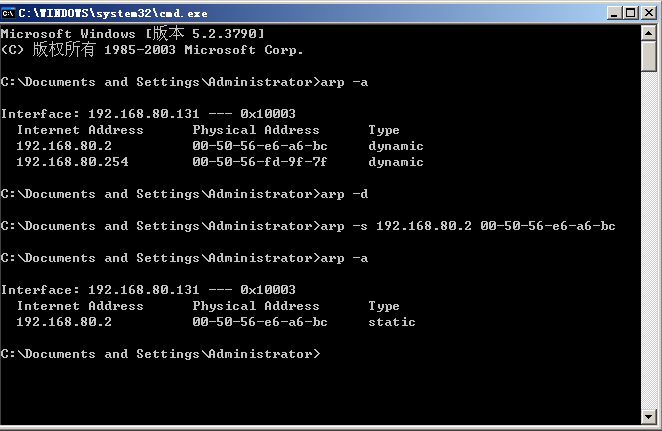 C:\WINDOWS\system32\cmd.exe
Microsoft Windows [版本 5.2.3790]
(C) 版权所有 1985-2003 Microsoft Corp.
C:\Documents and Settings\Administrator>arp -a
Interface: 192.168.80.131 --- 0x10003
  Internet Address      Physical Address      Type
  192.168.80.2          00-50-56-e6-a6-bc     dynamic
  192.168.80.254        00-50-56-fd-9f-7f     dynamic
C:\Documents and Settings\Administrator>arp -d
C:\Documents and Settings\Administrator>arp -s 192.168.80.2 00-50-56-e6-a6-bc
C:\Documents and Settings\Administrator>arp -a
Interface: 192.168.80.131 --- 0x10003
  Internet Address      Physical Address      Type
  192.168.80.2          00-50-56-e6-a6-bc     static
C:\Documents and Settings\Administrator>